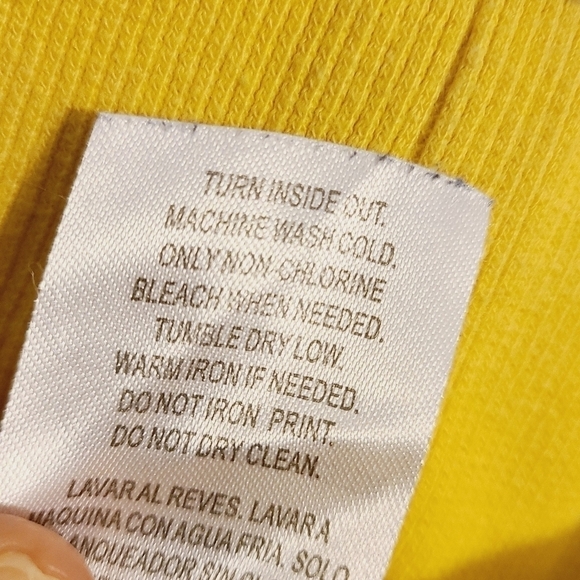 TURN INSIDE OUT.
MACHINE WASH COLD.
ONLY NON-CHLORINE
BLEACH WHEN NEEDED.
TUMBLE DRY LOW.
WARM IRON IF NEEDED.
DO NOT IRON PRINT.
DO NOT DRY CLEAN.
LAVAR AL REVES. LAVAR A
MAQUINA CON AGUA FRIA. SOLO
SIN